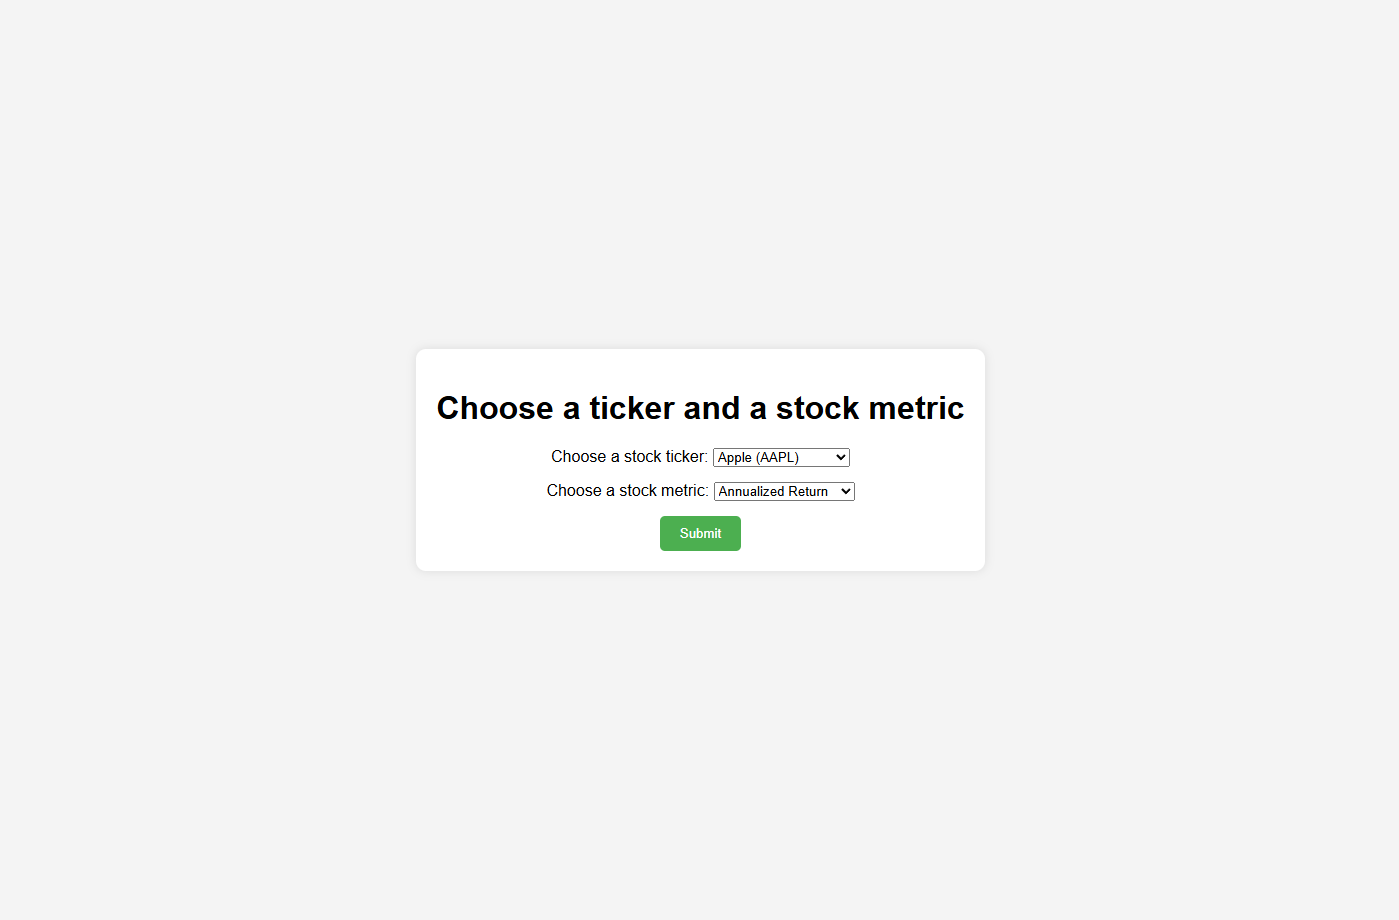 Choose a ticker and a stock metric
Choose a stock ticker: Apple (AAPL)
Choose a stock metric: Annualized Return
Submit